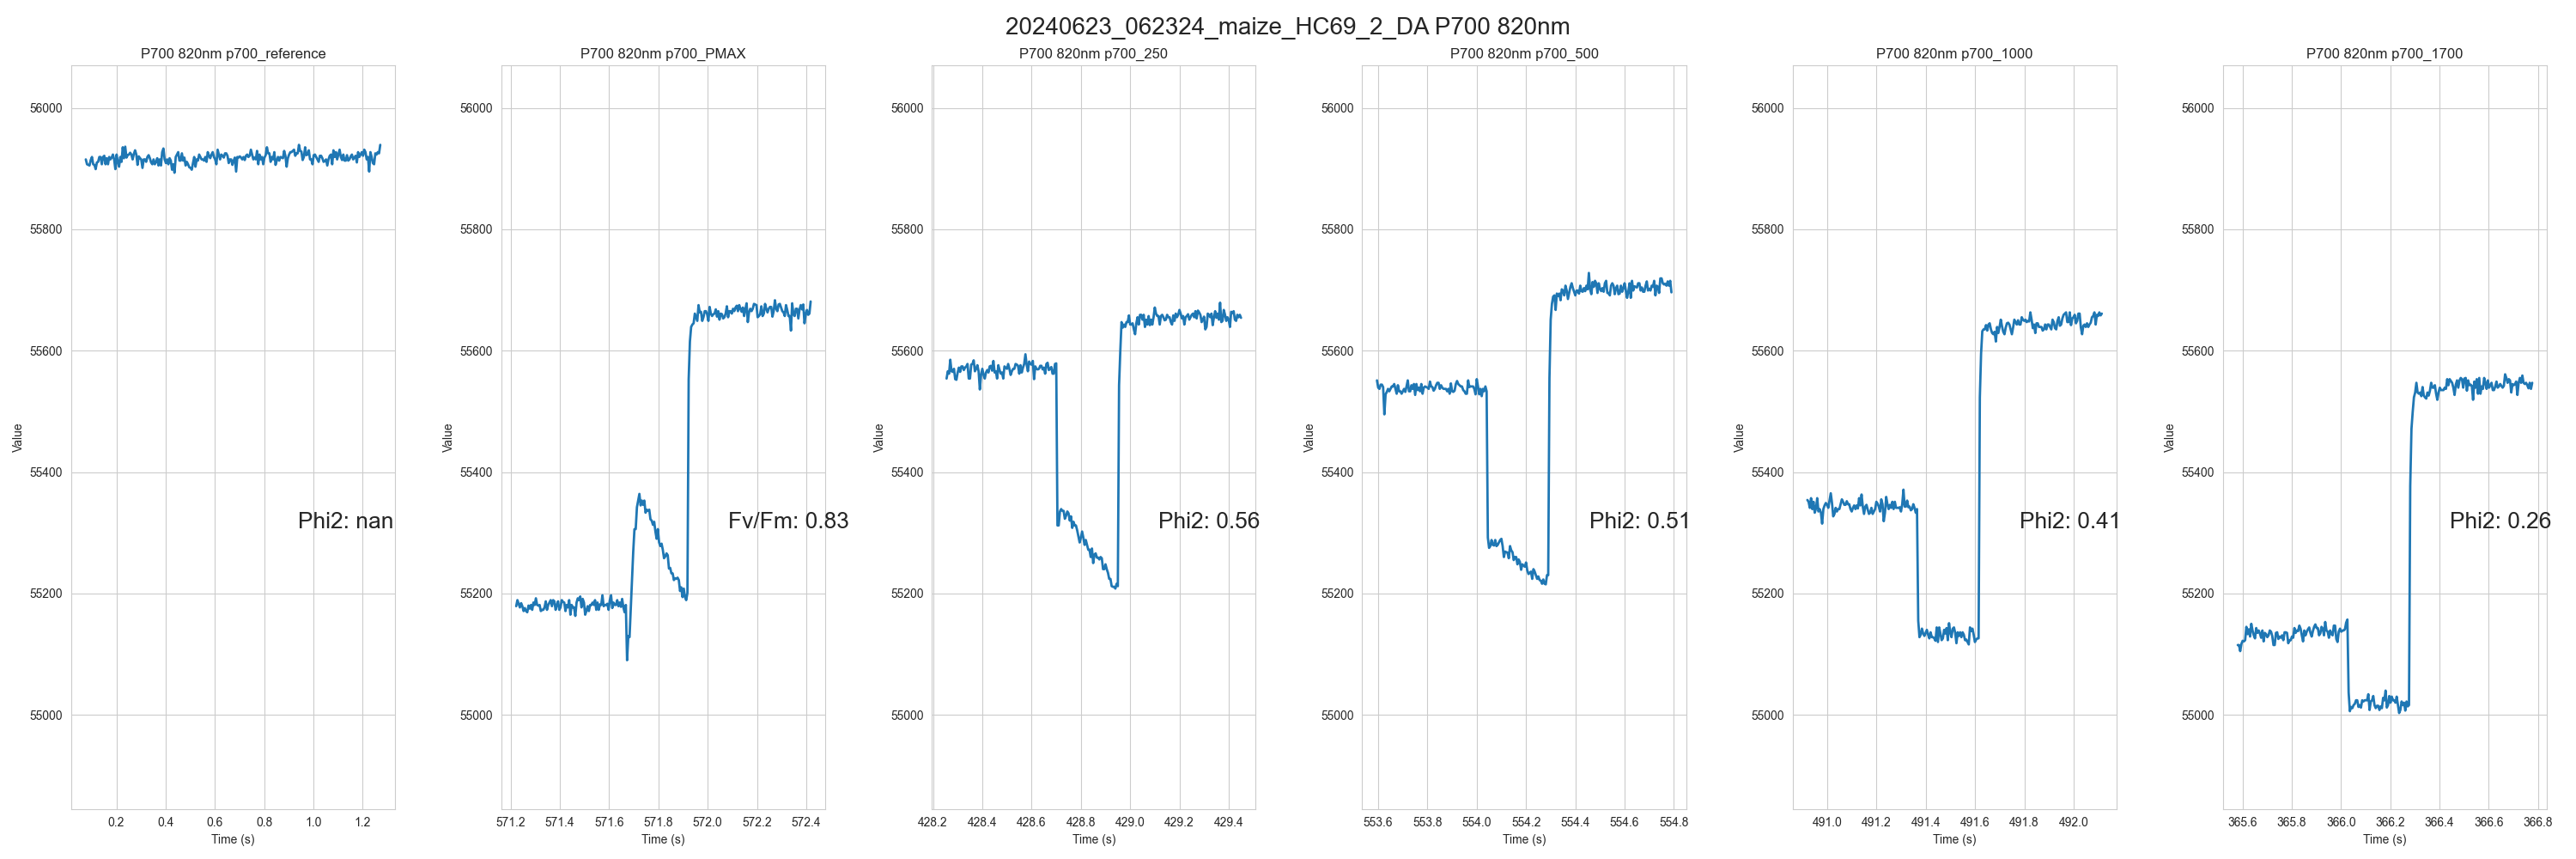 20240623_062324_maize_HC69_2_DA P700 820nm
P700 820nm p700_reference
Value
56000
55800
55600
55400
55200
55000
Phi2: nan
0.2 0.4 0.6 0.8 1.0 1.2
Time (s)
P700 820nm p700_PMAX
Value
56000
55800
55600
55400
55200
55000
Fv/Fm: 0.83
571.2 571.4 571.6 571.8 572.0 572.2 572.4
Time (s)
P700 820nm p700_250
Value
56000
55800
55600
55400
55200
55000
Phi2: 0.56
428.2 428.4 428.6 428.8 429.0 429.2 429.4
Time (s)
P700 820nm p700_500
Value
56000
55800
55600
55400
55200
55000
Phi2: 0.51
553.6 553.8 554.0 554.2 554.4 554.6 554.8
Time (s)
P700 820nm p700_1000
Value
56000
55800
55600
55400
55200
55000
Phi2: 0.41
491.0 491.2 491.4 491.6 491.8 492.0
Time (s)
P700 820nm p700_1700
Value
56000
55800
55600
55400
55200
55000
Phi2: 0.26
365.6 365.8 366.0 366.2 366.4 366.6 366.8
Time (s)